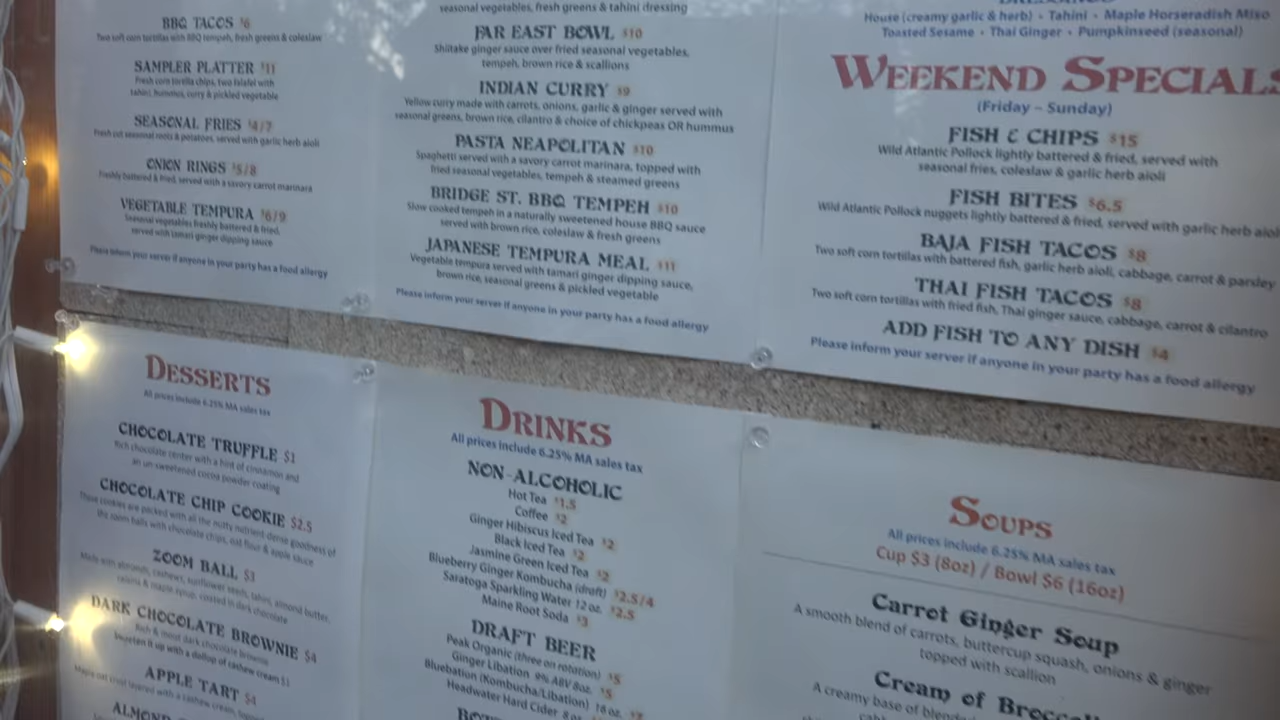 BBQ TACOS $6
Two soft corn tortillas with BBQ tempeh, fresh greens & coleslaw
SAMPLER PLATTER $11
Fresh corn tortilla chips, two falafel with
tahini, hummus, curry & pickled vegetable
SEASONAL FRIES $4/7
Fresh cut seasonal roots & potatoes, served with garlic herb aioli
ONION RINGS $5/8
Freshly battered & fried, served with a savory carrot marinara
VEGETABLE TEMPURA $6/9
Seasonal vegetables freshly battered & fried,
served with tamari ginger dipping sauce
Please inform your server if anyone in your party has a food allergy
seasonal vegetables, fresh greens & tahini dressing
FAR EAST BOWL $10
Shiitake ginger sauce over fried seasonal vegetables,
tempeh, brown rice & scallions
INDIAN CURRY $9
Yellow curry made with carrots, onions, garlic & ginger served with
seasonal greens, brown rice, cilantro & choice of chickpeas OR hummus
PASTA NEAPOLITAN $10
Spaghetti served with a savory carrot marinara, topped with
fried seasonal vegetables, tempeh & steamed greens
BRIDGE ST. BBQ TEMPEH $10
Slow cooked tempeh in a naturally sweetened house BBQ sauce
served with brown rice, coleslaw & fresh greens
JAPANESE TEMPURA MEAL $11
Vegetable tempura served with tamari ginger dipping sauce,
brown rice, seasonal greens & pickled vegetable
Please inform your server if anyone in your party has a food allergy
House (creamy garlic & herb) • Tahini • Maple Horseradish Miso
Toasted Sesame • Thai Ginger • Pumpkinseed (seasonal)
WEEKEND SPECIALS
(Friday – Sunday)
FISH & CHIPS $15
Wild Atlantic Pollock lightly battered & fried, served with
seasonal fries, coleslaw & garlic herb aioli
FISH BITES $6.5
Wild Atlantic Pollock nuggets lightly battered & fried, served with garlic herb aioli
BAJA FISH TACOS $8
Two soft corn tortillas with battered fish, garlic herb aioli, cabbage, carrot & parsley
THAI FISH TACOS $8
Two soft corn tortillas with fried fish, Thai ginger sauce, cabbage, carrot & cilantro
ADD FISH TO ANY DISH $4
Please inform your server if anyone in your party has a food allergy
DESSERTS
All prices include 6.25% MA sales tax
CHOCOLATE TRUFFLE $1
Rich chocolate center with a hint of cinnamon and
an un-sweetened cocoa powder coating
CHOCOLATE CHIP COOKIE $2.5
These cookies are packed with all the nutty nutrient-dense goodness of
the zoom balls with chocolate chips, oat flour & apple sauce
ZOOM BALL $3
Made with almonds, cashews, sunflower seeds, tahini, almond butter,
raisins & maple syrup, coated in dark chocolate
DARK CHOCOLATE BROWNIE $4
Rich & moist dark chocolate brownie
Sweeten it up with a dollop of cashew cream $1
APPLE TART $4
Maple oat crust layered with a cashew cream,
ALMOND
DRINKS
All prices include 6.25% MA sales tax
NON-ALCOHOLIC
Hot Tea $1.5
Coffee $2
Ginger Hibiscus Iced Tea $2
Black Iced Tea $2
Jasmine Green Iced Tea $2
Blueberry Ginger Kombucha (draft) $2.5/4
Saratoga Sparkling Water 12 oz. $2.5
Maine Root Soda $3
DRAFT BEER
Peak Organic (three on rotation) $5
Ginger Libation 9% ABV 8oz. $5
Bluebation (Kombucha/Libation) 16 oz.
Headwater Hard Cider 8 oz.
SOUPS
All prices include 6.25% MA sales tax
Cup $3 (8oz) / Bowl $6 (16oz)
Carrot Ginger Soup
A smooth blend of carrots, buttercup squash, onions & ginger
topped with scallion
Cream of Broccoli
A creamy base of blended